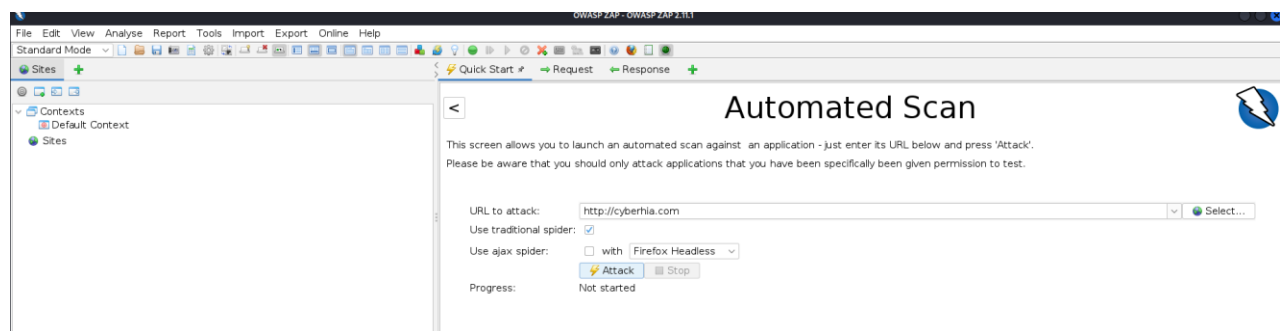 OWASP ZAP - OWASP ZAP 2.11.1
File Edit View Analyse Report Tools Import Export Online Help
Standard Mode
Sites
Quick Start Request Response
Contexts
Default Context
Sites
<
Automated Scan
This screen allows you to launch an automated scan against an application - just enter its URL below and press 'Attack'.
Please be aware that you should only attack applications that you have been specifically been given permission to test.
URL to attack: http://cyberhia.com Select...
Use traditional spider:
Use ajax spider: with Firefox Headless
Attack Stop
Progress: Not started